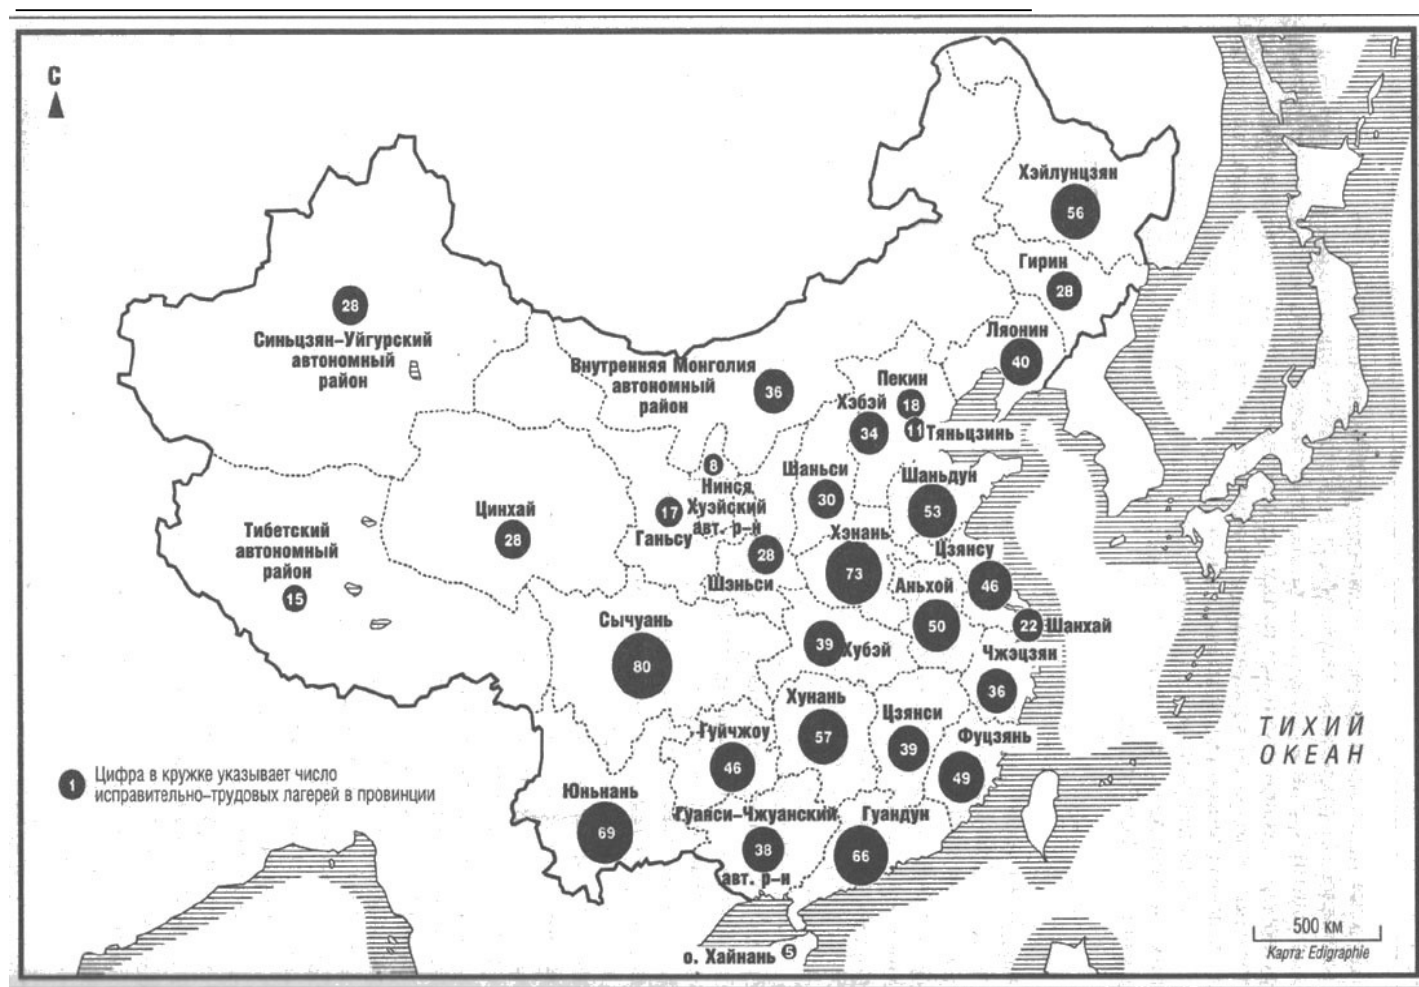 С
Хэйлунцзян
56
Гирин
28
Ляонин
40
28
Синьцзян-Уйгурский
автономный
район
Внутренняя Монголия
автономный
район
36
Пекин
18
Хэбэй
34
11 Тяньцзинь
8
Нинся
Хуэйский
авт. р-н
Шаньси
30
Шаньдун
53
17
Ганьсу
Цинхай
28
Тибетский
автономный
район
15
28
Шэньси
Хэнань
73
Цзянсу
46
Аньхой
50
22 Шанхай
Сычуань
80
39 Хубэй
Чжэцзян
36
Хунань
57
Цзянси
39
Фуцзянь
49
Гуйчжоу
46
Юньнань
69
Гуанси-Чжуанский
38
авт. р-н
Гуандун
66
о. Хайнань 5
ТИХИЙ
ОКЕАН
1 Цифра в кружке указывает число
исправительно-трудовых лагерей в провинции
500 км
Карта: Edigraphie